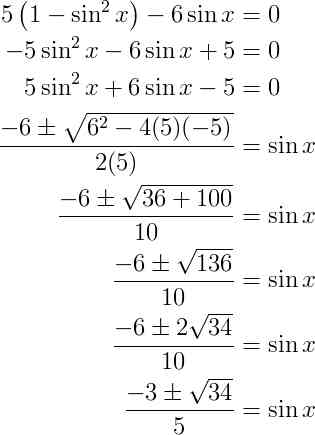 5 (1 − sin² x) − 6 sin x = 0
−5 sin² x − 6 sin x + 5 = 0
5 sin² x + 6 sin x − 5 = 0
(−6 ± √(6² − 4(5)(−5))) / 2(5) = sin x
(−6 ± √(36 + 100)) / 10 = sin x
(−6 ± √136) / 10 = sin x
(−6 ± 2√34) / 10 = sin x
(−3 ± √34) / 5 = sin x